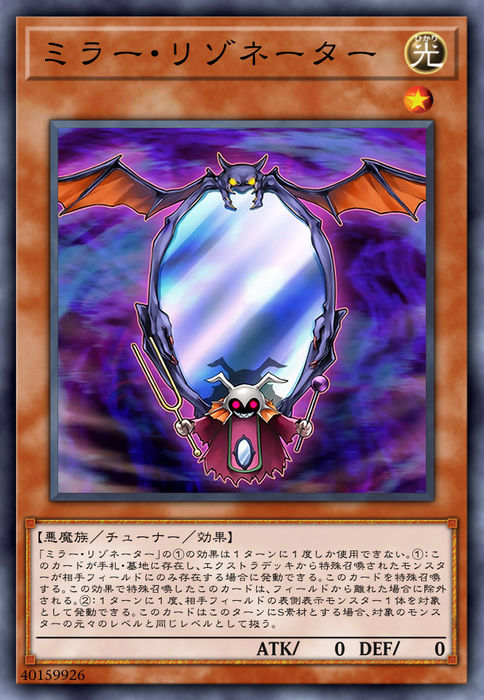 ミラー・リゾネーター
ひかり
光
【悪魔族／チューナー／効果】
「ミラー・リゾネーター」の①の効果は１ターンに１度しか使用できない。①：こ
のカードが手札・墓地に存在し、エクストラデッキから特殊召喚されたモンスタ
ーが相手フィールドにのみ存在する場合に発動できる。このカードを特殊召喚
する。この効果で特殊召喚したこのカードは、フィールドから離れた場合に除外
される。②：１ターンに１度、相手フィールドの表側表示モンスター１体を対象
として発動できる。このカードはこのターンにS素材とする場合、対象のモンス
ターの元々のレベルと同じレベルとして扱う。
ATK/ 0 DEF/ 0
40159926